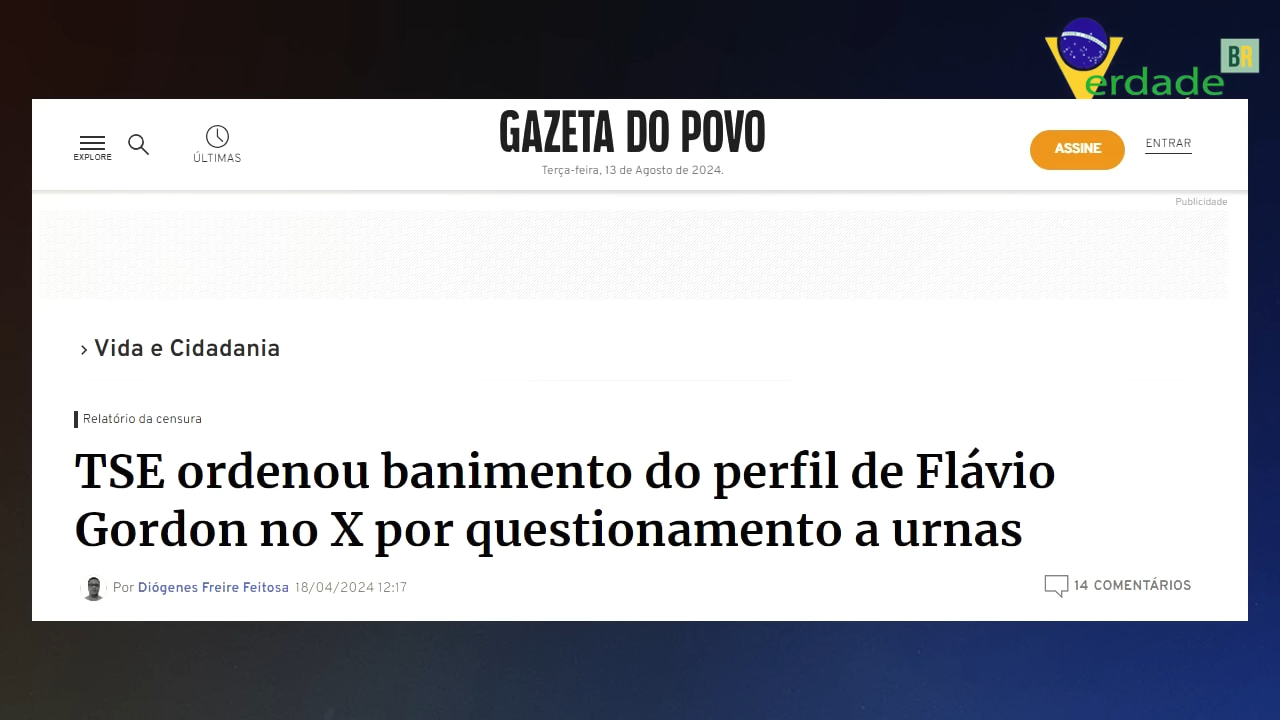 erdade
BR
GAZETA DO POVO
EXPLORE
ÚLTIMAS
Terça-feira, 13 de Agosto de 2024.
ASSINE
ENTRAR
Publicidade
› Vida e Cidadania
Relatório da censura
TSE ordenou banimento do perfil de Flávio
Gordon no X por questionamento a urnas
Por Diógenes Freire Feitosa 18/04/2024 12:17
14 COMENTÁRIOS